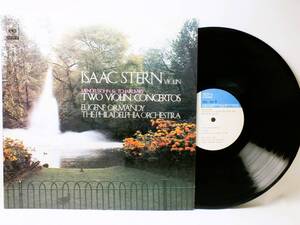 ISAAC STERN VIOLIN
MENDELSSOHN & TCHAIKOVSKY
TWO VIOLIN CONCERTOS
EUGENE ORMANDY
THE PHILADELPHIA ORCHESTRA